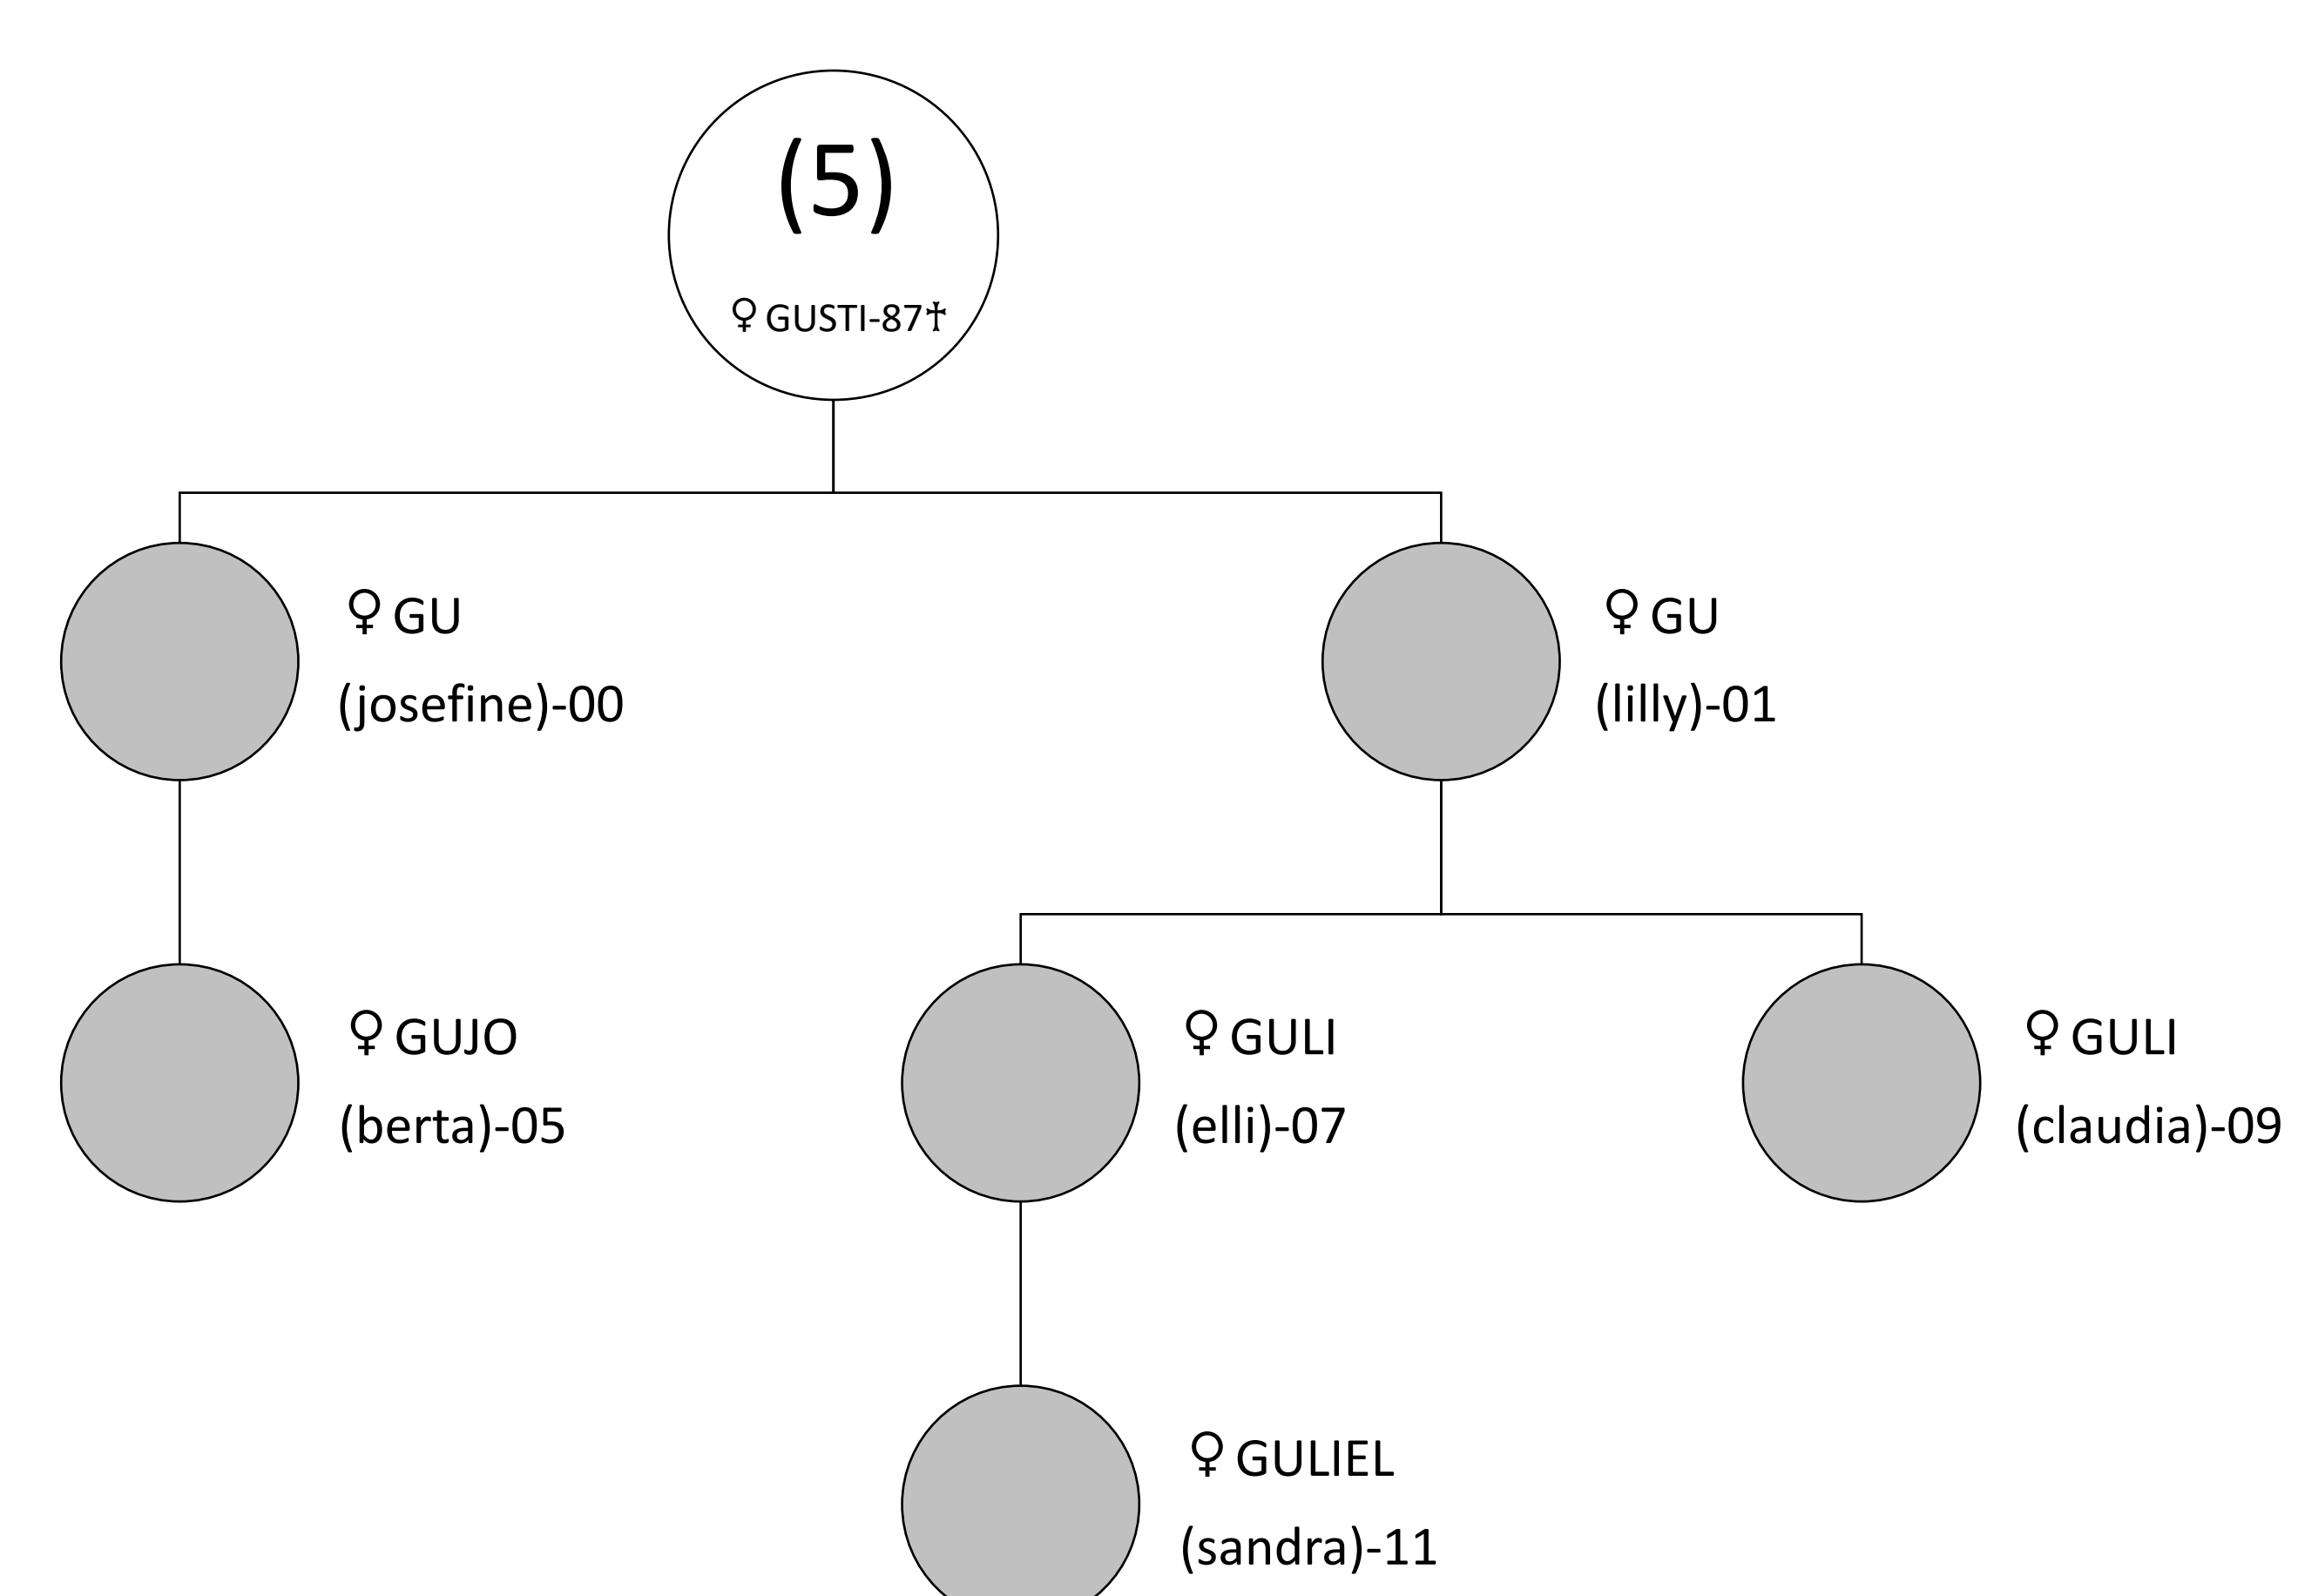 (5)
♀GUSTI-87†
♀GU
(josefine)-00
♀GU
(lilly)-01
♀GUJO
(berta)-05
♀GULI
(elli)-07
♀GULI
(claudia)-09
♀GULIEL
(sandra)-11